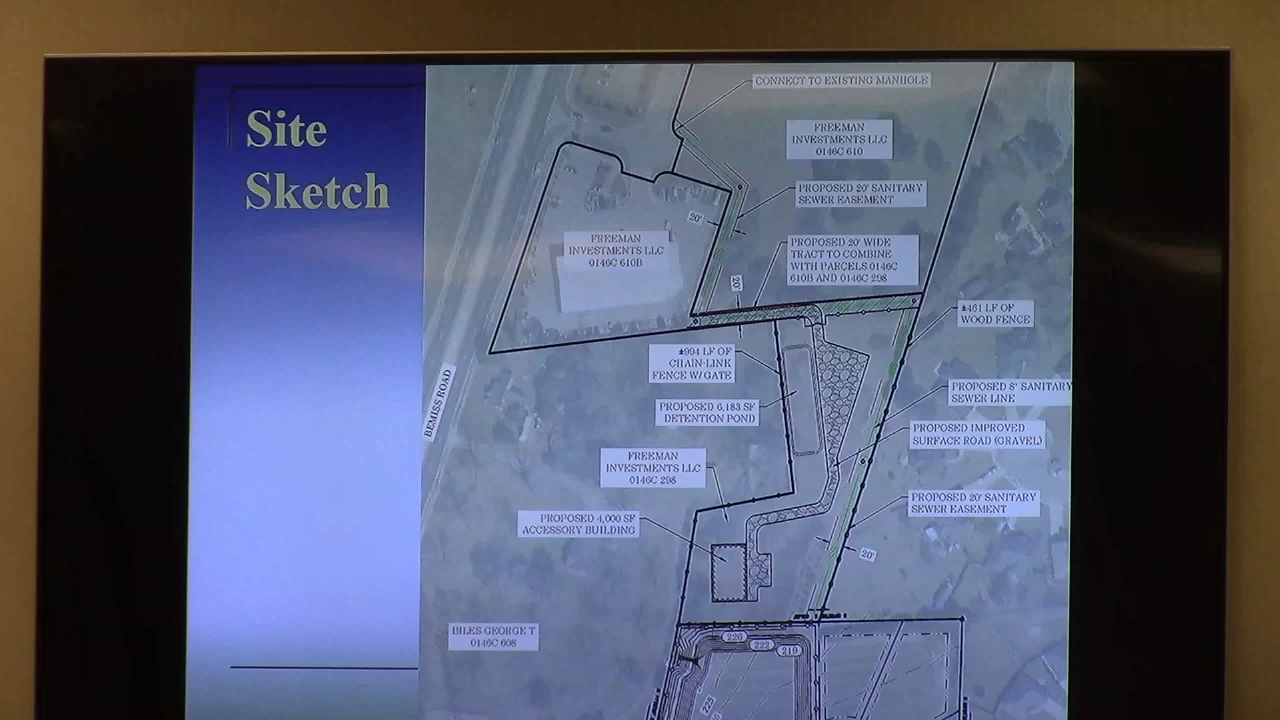 Site
Sketch
CONNECT TO EXISTING MANHOLE
FREEMAN
INVESTMENTS LLC
0146C 610
PROPOSED 20' SANITARY
SEWER EASEMENT
20'
FREEMAN
INVESTMENTS LLC
0146C 610B
PROPOSED 20' WIDE
TRACT TO COMBINE
WITH PARCELS 0146C
610B AND 0146C 298
20'
±461 LF OF
WOOD FENCE
±994 LF OF
CHAIN-LINK
FENCE W/GATE
BEMISS ROAD
PROPOSED 8" SANITARY
SEWER LINE
PROPOSED 6,183 SF
DETENTION POND
PROPOSED IMPROVED
SURFACE ROAD (GRAVEL)
FREEMAN
INVESTMENTS LLC
0146C 298
PROPOSED 20' SANITARY
SEWER EASEMENT
PROPOSED 4,000 SF
ACCESSORY BUILDING
20'
BILES GEORGE T
0146C 608
226
222
219